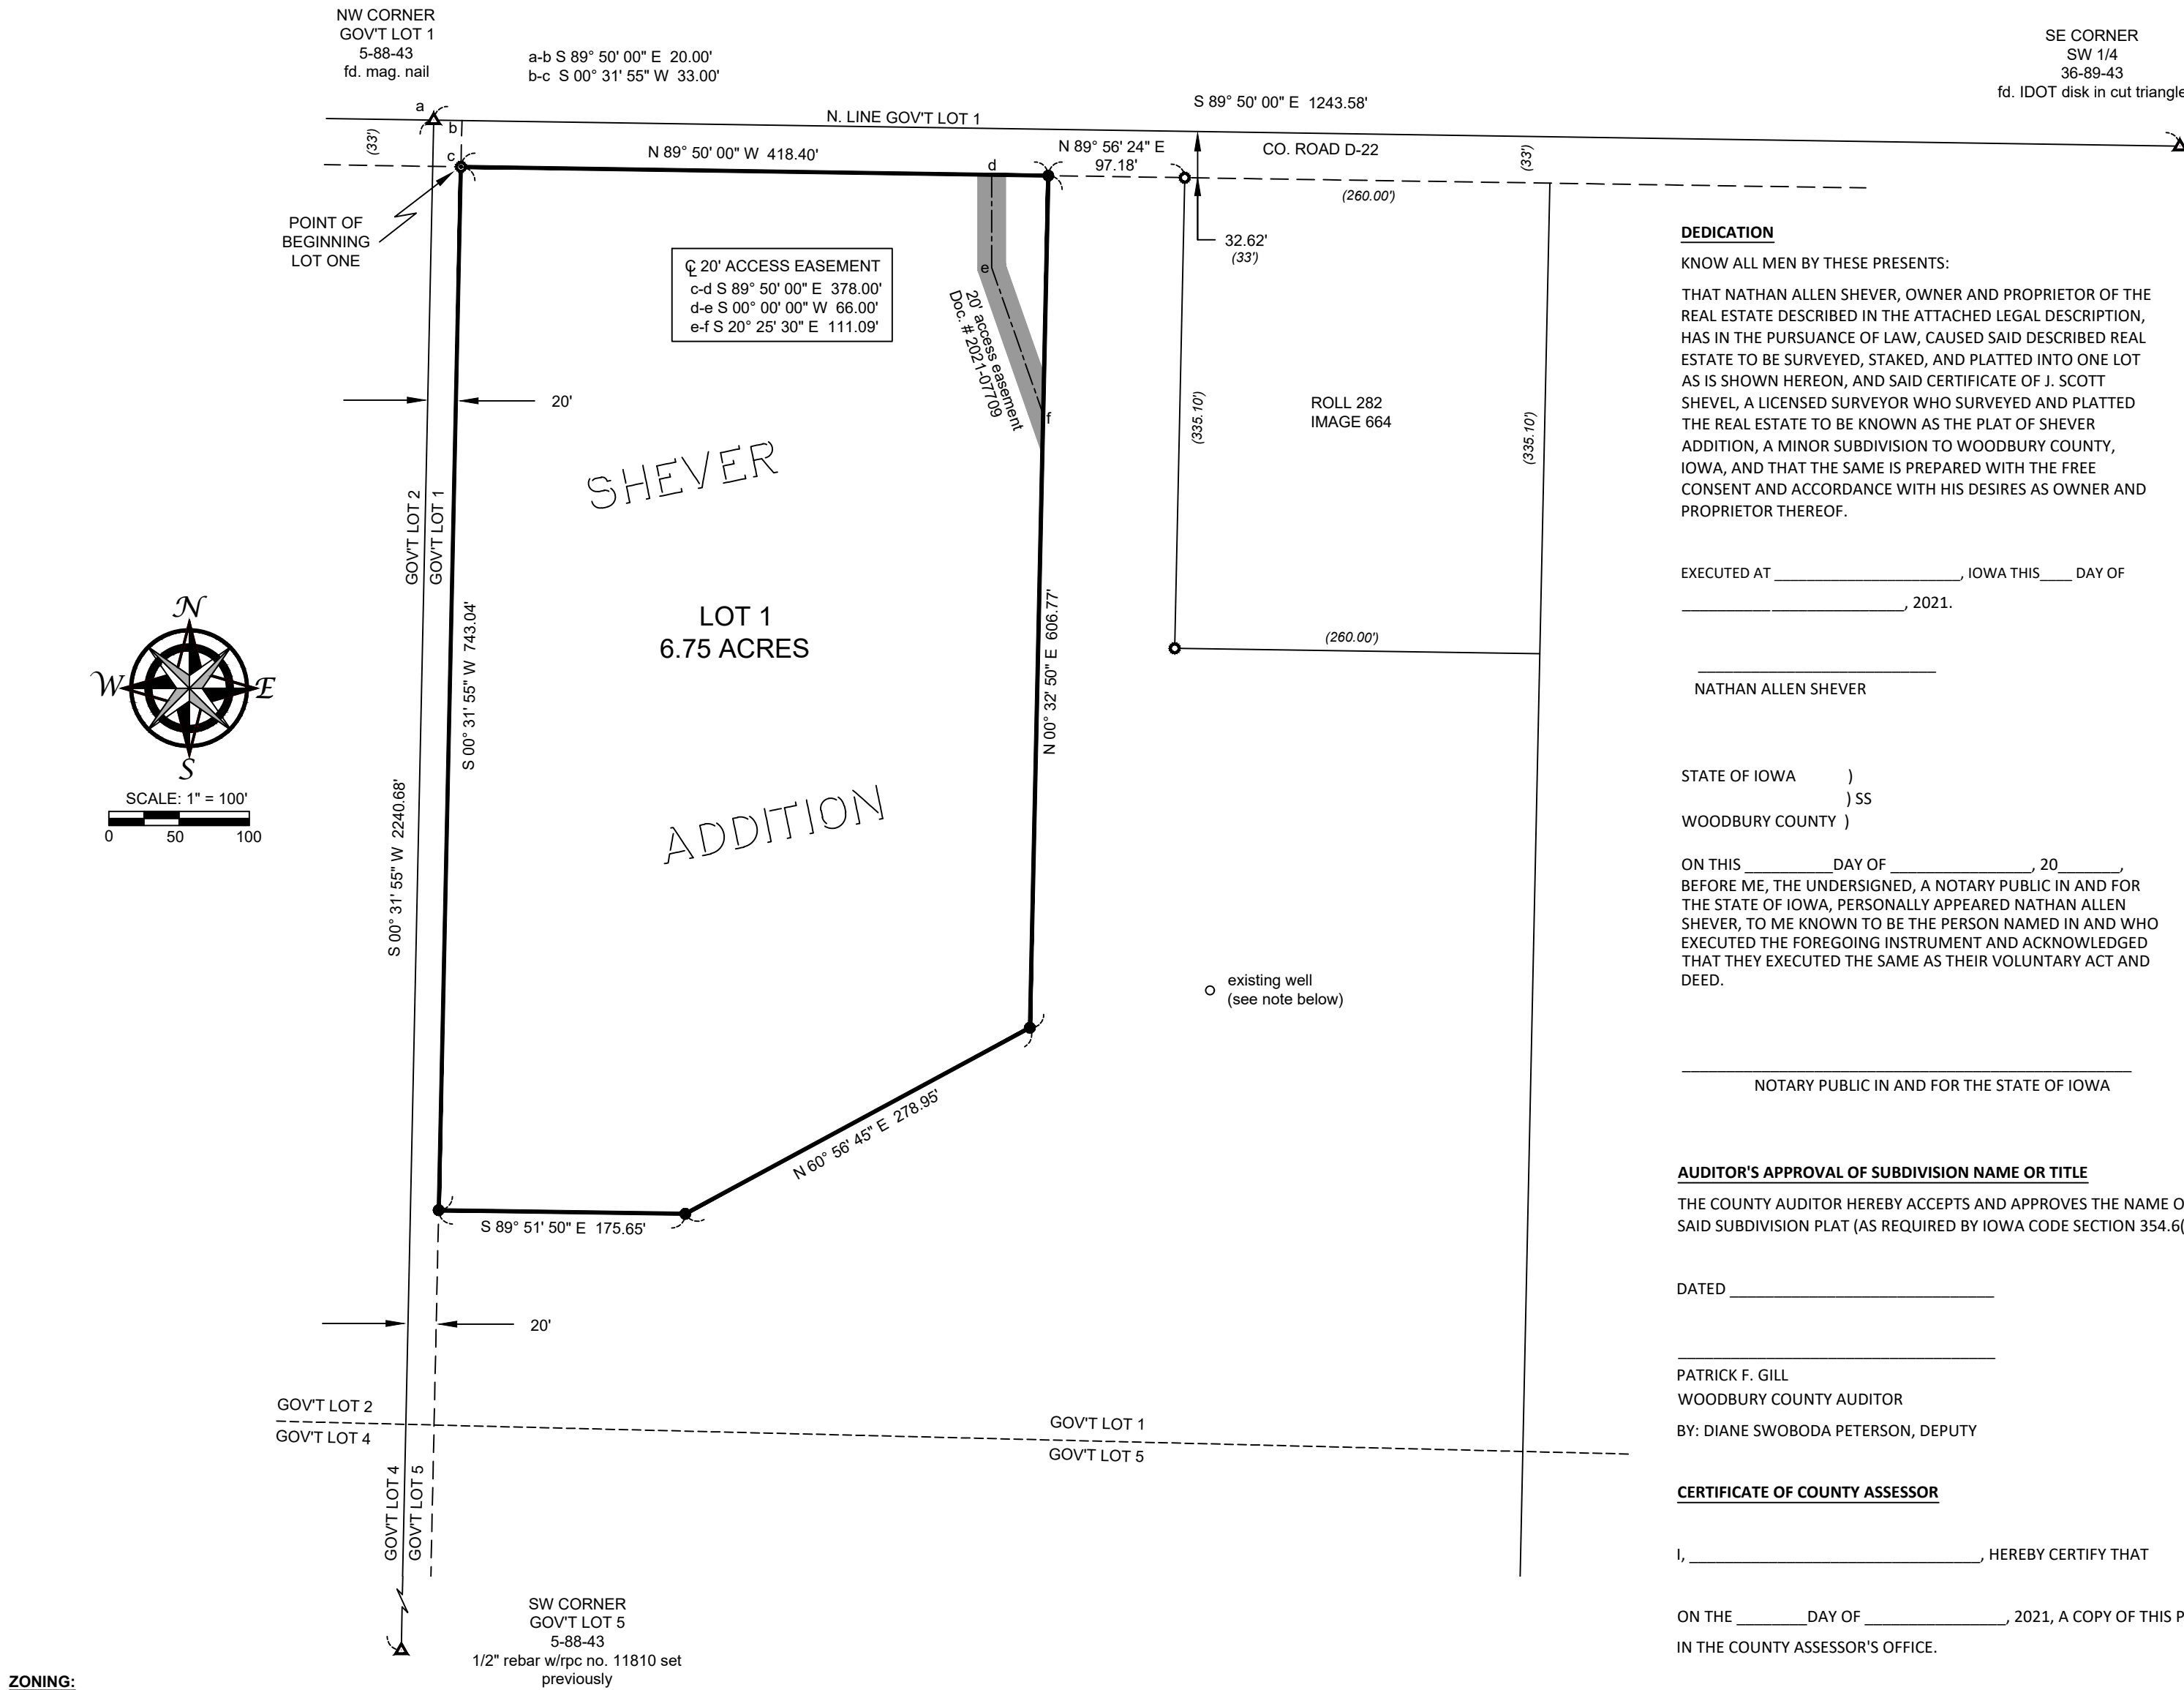 NW CORNER
GOV'T LOT 1
5-88-43
fd. mag. nail
a-b S 89° 50' 00" E 20.00'
b-c S 00° 31' 55" W 33.00'
SE CORNER
SW 1/4
36-89-43
fd. IDOT disk in cut triangle
S 89° 50' 00" E 1243.58'
a
b
c
(33')
N. LINE GOV'T LOT 1
N 89° 50' 00" W 418.40'
d
N 89° 56' 24" E
97.18'
CO. ROAD D-22
(33')
(260.00')
32.62'
(33')
POINT OF
BEGINNING
LOT ONE
℄ 20' ACCESS EASEMENT
c-d S 89° 50' 00" E 378.00'
d-e S 00° 00' 00" W 66.00'
e-f S 20° 25' 30" E 111.09'
e
20' access easement
Doc. # 2021-07709
f
20'
(335.10')
ROLL 282
IMAGE 664
(335.10')
SHEVER
GOV'T LOT 2
GOV'T LOT 1
LOT 1
6.75 ACRES
S 00° 31' 55" W 743.04'
N 00° 32' 50" E 606.77'
(260.00')
N
W
E
S
SCALE: 1" = 100'
0 50 100
S 00° 31' 55" W 2240.68'
ADDITION
existing well
(see note below)
N 60° 56' 45" E 278.95'
S 89° 51' 50" E 175.65'
20'
GOV'T LOT 2
GOV'T LOT 4
GOV'T LOT 1
GOV'T LOT 5
GOV'T LOT 4
GOV'T LOT 5
SW CORNER
GOV'T LOT 5
5-88-43
1/2" rebar w/rpc no. 11810 set
previously
ZONING:
DEDICATION
KNOW ALL MEN BY THESE PRESENTS:
THAT NATHAN ALLEN SHEVER, OWNER AND PROPRIETOR OF THE
REAL ESTATE DESCRIBED IN THE ATTACHED LEGAL DESCRIPTION,
HAS IN THE PURSUANCE OF LAW, CAUSED SAID DESCRIBED REAL
ESTATE TO BE SURVEYED, STAKED, AND PLATTED INTO ONE LOT
AS IS SHOWN HEREON, AND SAID CERTIFICATE OF J. SCOTT
SHEVEL, A LICENSED SURVEYOR WHO SURVEYED AND PLATTED
THE REAL ESTATE TO BE KNOWN AS THE PLAT OF SHEVER
ADDITION, A MINOR SUBDIVISION TO WOODBURY COUNTY,
IOWA, AND THAT THE SAME IS PREPARED WITH THE FREE
CONSENT AND ACCORDANCE WITH HIS DESIRES AS OWNER AND
PROPRIETOR THEREOF.
EXECUTED AT ______________________, IOWA THIS____ DAY OF
_________________________, 2021.
NATHAN ALLEN SHEVER
STATE OF IOWA )
) SS
WOODBURY COUNTY )
ON THIS __________DAY OF ________________, 20_______,
BEFORE ME, THE UNDERSIGNED, A NOTARY PUBLIC IN AND FOR
THE STATE OF IOWA, PERSONALLY APPEARED NATHAN ALLEN
SHEVER, TO ME KNOWN TO BE THE PERSON NAMED IN AND WHO
EXECUTED THE FOREGOING INSTRUMENT AND ACKNOWLEDGED
THAT THEY EXECUTED THE SAME AS THEIR VOLUNTARY ACT AND
DEED.
NOTARY PUBLIC IN AND FOR THE STATE OF IOWA
AUDITOR'S APPROVAL OF SUBDIVISION NAME OR TITLE
THE COUNTY AUDITOR HEREBY ACCEPTS AND APPROVES THE NAME O
SAID SUBDIVISION PLAT (AS REQUIRED BY IOWA CODE SECTION 354.6(
DATED ______________________________
PATRICK F. GILL
WOODBURY COUNTY AUDITOR
BY: DIANE SWOBODA PETERSON, DEPUTY
CERTIFICATE OF COUNTY ASSESSOR
I, _________________________________, HEREBY CERTIFY THAT
ON THE ________DAY OF ________________, 2021, A COPY OF THIS P
IN THE COUNTY ASSESSOR'S OFFICE.